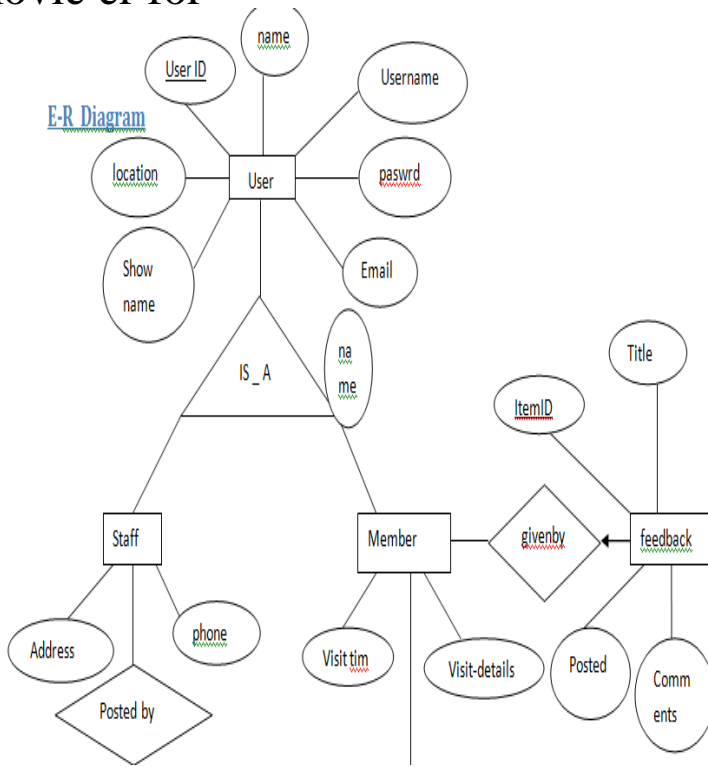 name
User ID
Username
E-R Diagram
location
User
paswrd
Show
name
Email
IS _ A
na
me
Title
ItemID
Staff
Member
givenby
feedback
Address
phone
Visit tim
Visit-details
Posted
Comm
ents
Posted by